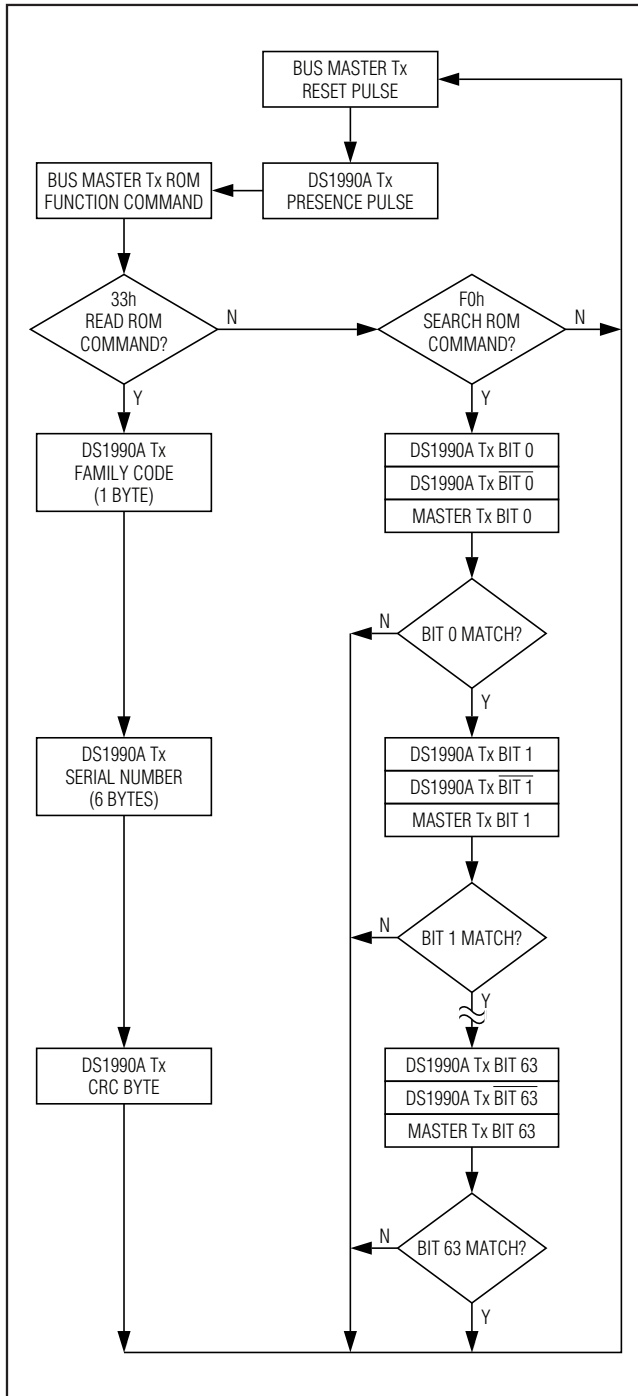 BUS MASTER Tx
RESET PULSE
BUS MASTER Tx ROM
FUNCTION COMMAND
DS1990A Tx
PRESENCE PULSE
33h
READ ROM
COMMAND?
N
Y
F0h
SEARCH ROM
COMMAND?
N
Y
DS1990A Tx
FAMILY CODE
(1 BYTE)
DS1990A Tx BIT 0
DS1990A Tx B̅I̅T̅ ̅0̅
MASTER Tx BIT 0
N
BIT 0 MATCH?
Y
DS1990A Tx
SERIAL NUMBER
(6 BYTES)
DS1990A Tx BIT 1
DS1990A Tx B̅I̅T̅ ̅1̅
MASTER Tx BIT 1
N
BIT 1 MATCH?
Y
DS1990A Tx
CRC BYTE
DS1990A Tx BIT 63
DS1990A Tx B̅I̅T̅ ̅6̅3̅
MASTER Tx BIT 63
N
BIT 63 MATCH?
Y